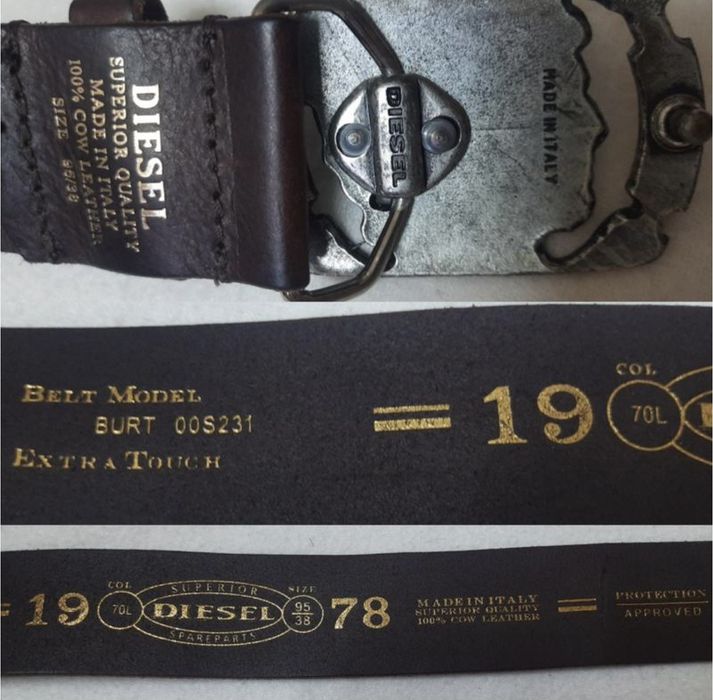 DIESEL
SUPERIOR QUALITY
MADE IN ITALY
100% COW LEATHER
SIZE 95/38
DIESEL
MADE IN ITALY
BELT MODEL
BURT 00S231
EXTRA TOUCH
= 19
COL
70L
= 19
COL
70L
SUPERIOR
DIESEL
SPAREPARTS
SIZE
95
38
78
MADE IN ITALY
SUPERIOR QUALITY
100% COW LEATHER
=
PROTECTION
APPROVED